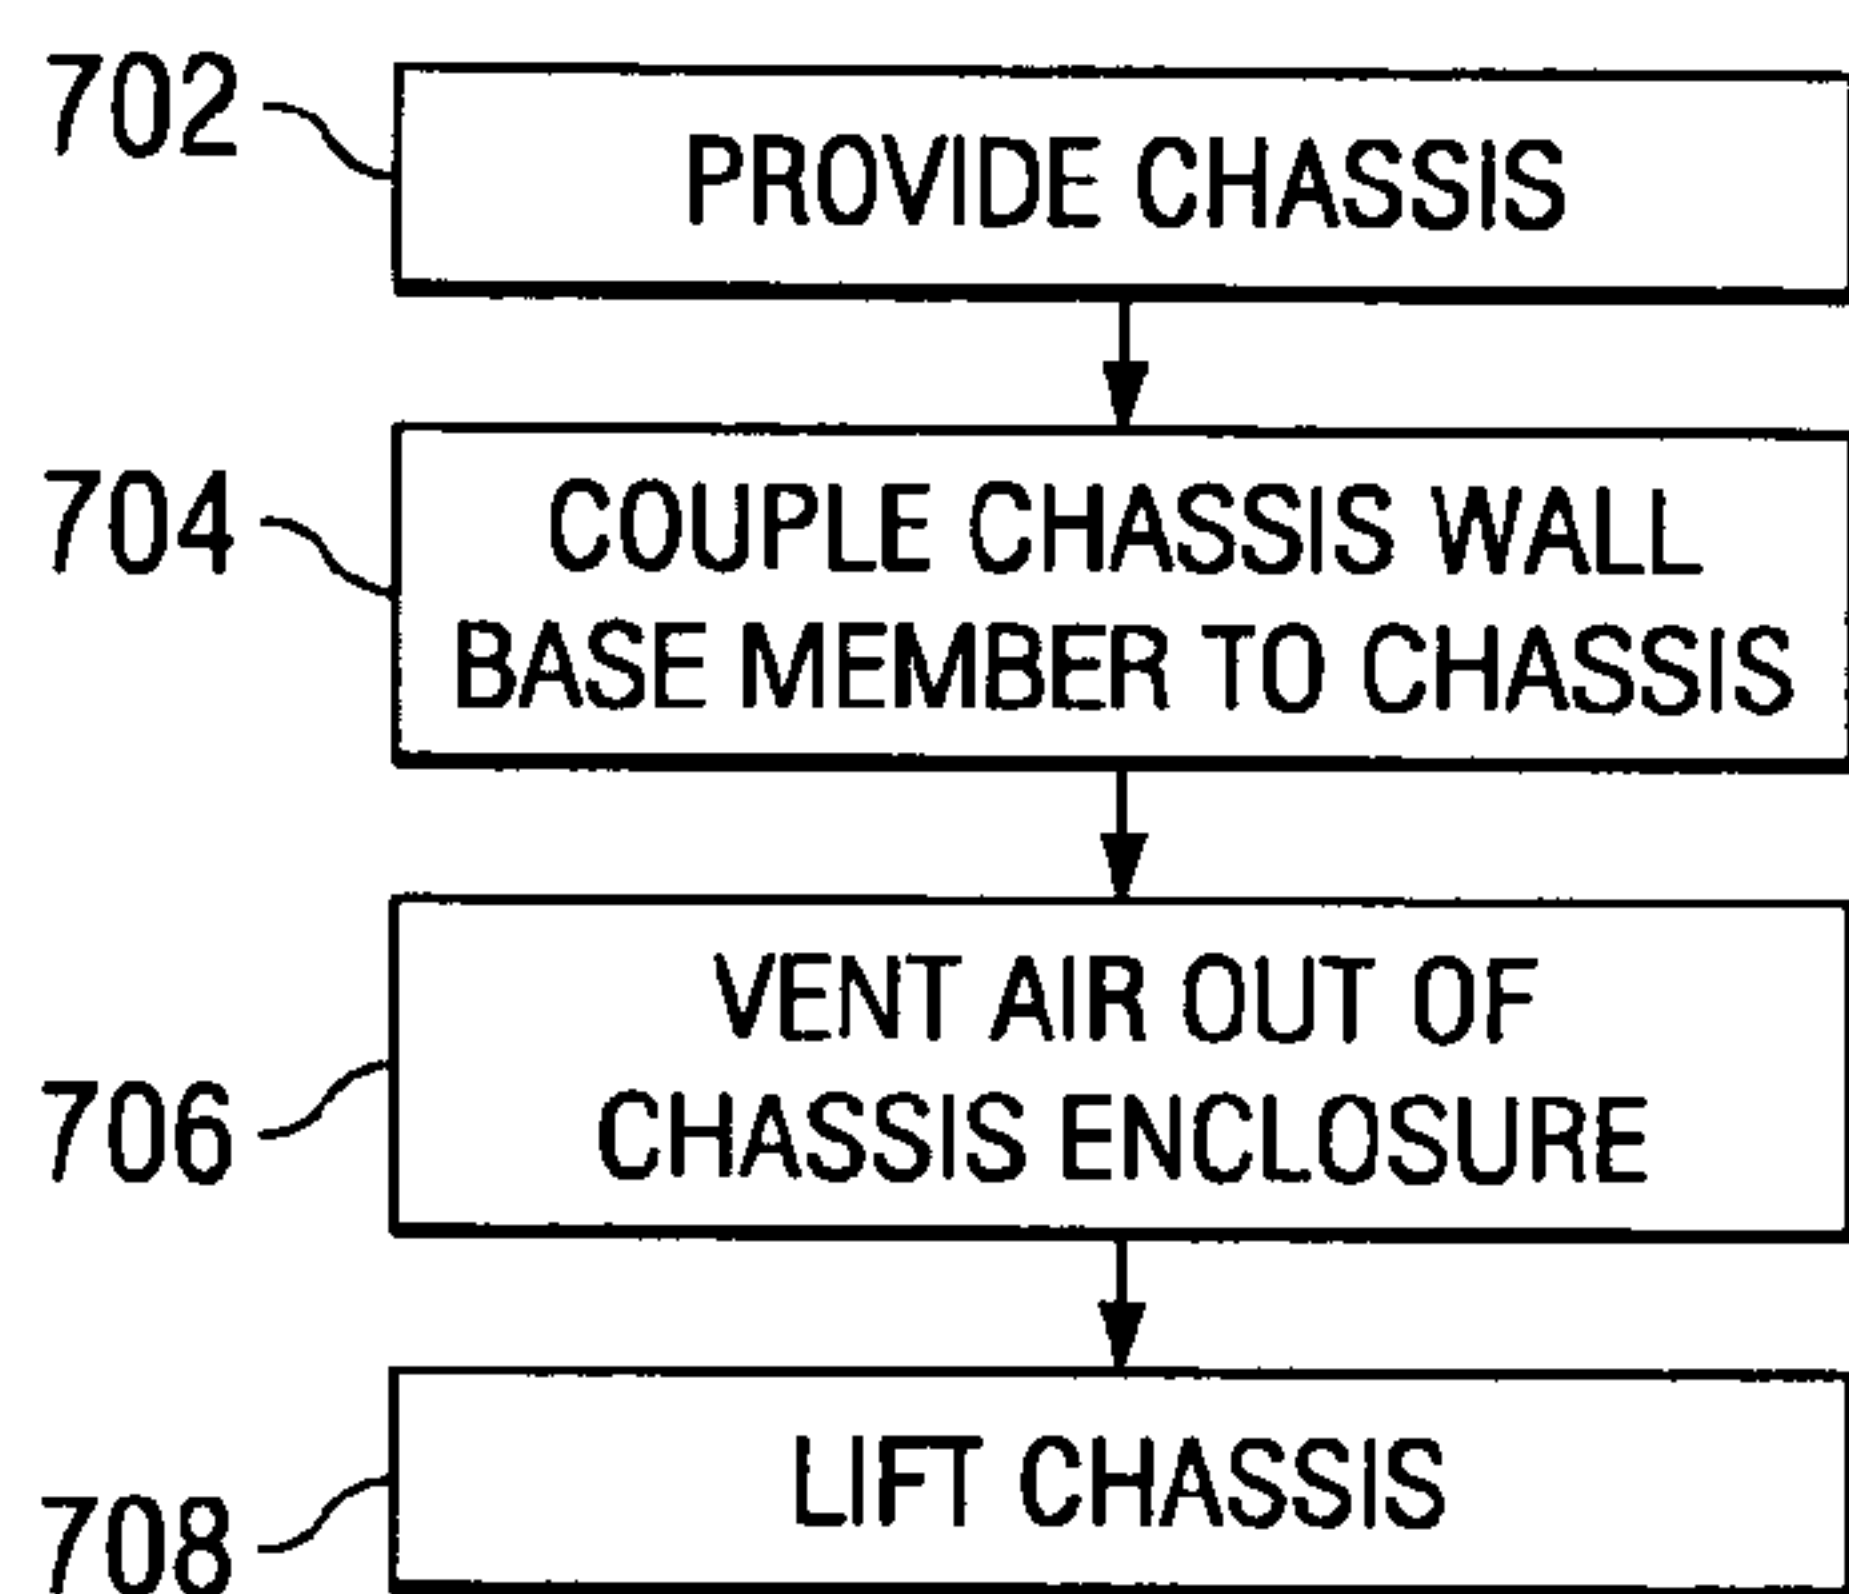 702
PROVIDE CHASSIS
704
COUPLE CHASSIS WALL
BASE MEMBER TO CHASSIS
706
VENT AIR OUT OF
CHASSIS ENCLOSURE
708
LIFT CHASSIS